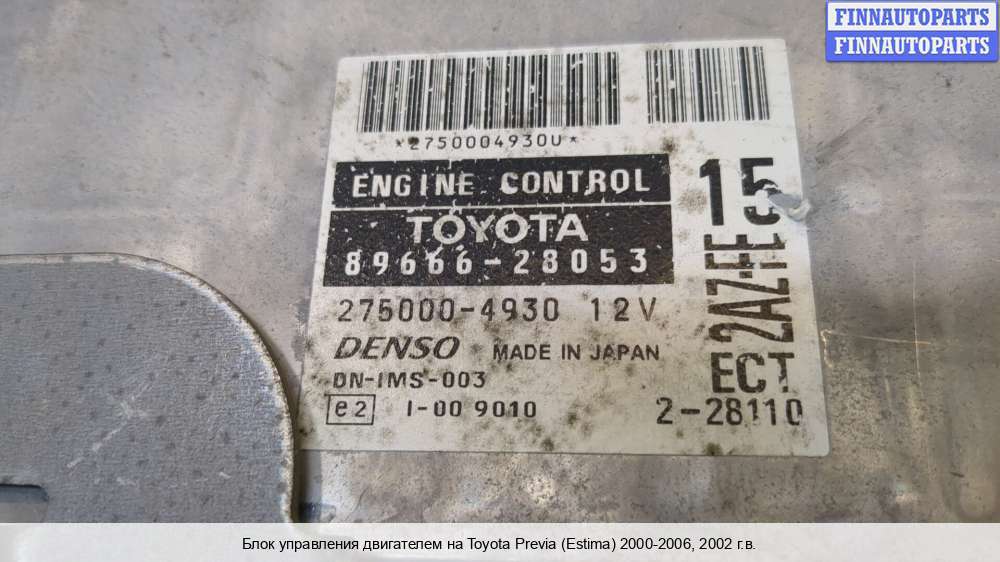 FINNAUTOPARTS
FINNAUTOPARTS
*2750004930U*
ENGINE CONTROL
TOYOTA
89666-28053
275000-4930 12V
DENSO MADE IN JAPAN
DN-IMS-003
e2 I-00 9010
15
2AZ-FE
ECT
2-28110
Блок управления двигателем на Toyota Previa (Estima) 2000-2006, 2002 г.в.